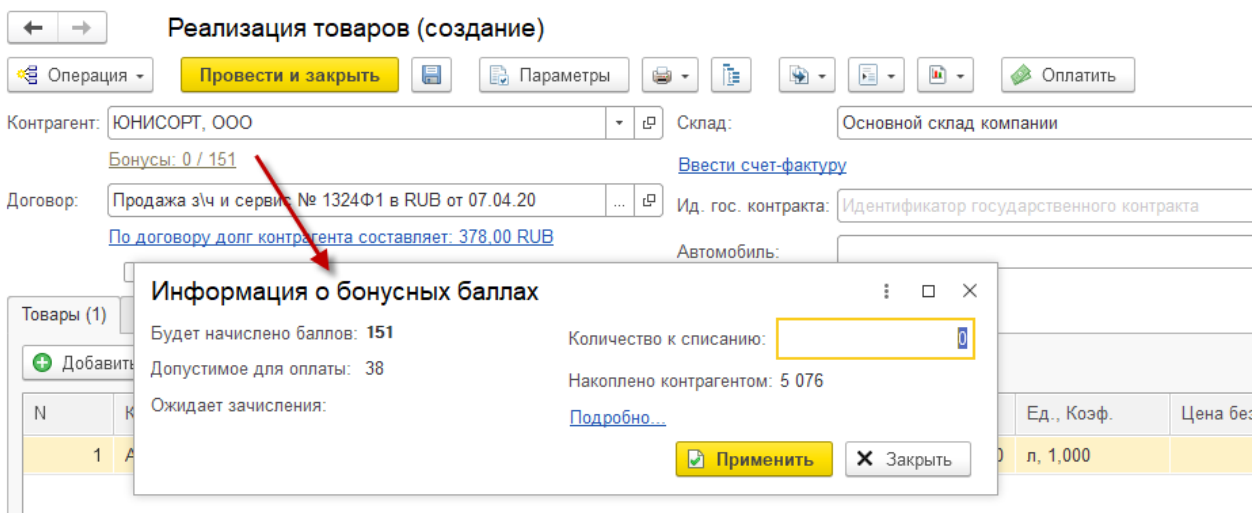 Реализация товаров (создание)
Операция
Провести и закрыть
Параметры
Оплатить
Контрагент: ЮНИСОРТ, ООО
Склад: Основной склад компании
Бонусы: 0 / 151
Ввести счет-фактуру
Договор: Продажа з\ч и сервис № 1324Ф1 в RUB от 07.04.20 ...
Ид. гос. контракта: Идентификатор государственного контракта
По договору долг контрагента составляет: 378,00 RUB
Автомобиль:
Информация о бонусных баллах
Товары (1)
Будет начислено баллов: 151
Количество к списанию: 0
Добавить
Допустимое для оплаты: 38
Накоплено контрагентом: 5 076
Ожидает зачисления:
Подробно...
N
Ед., Коэф.
Цена без
Применить
Закрыть
1
л, 1,000